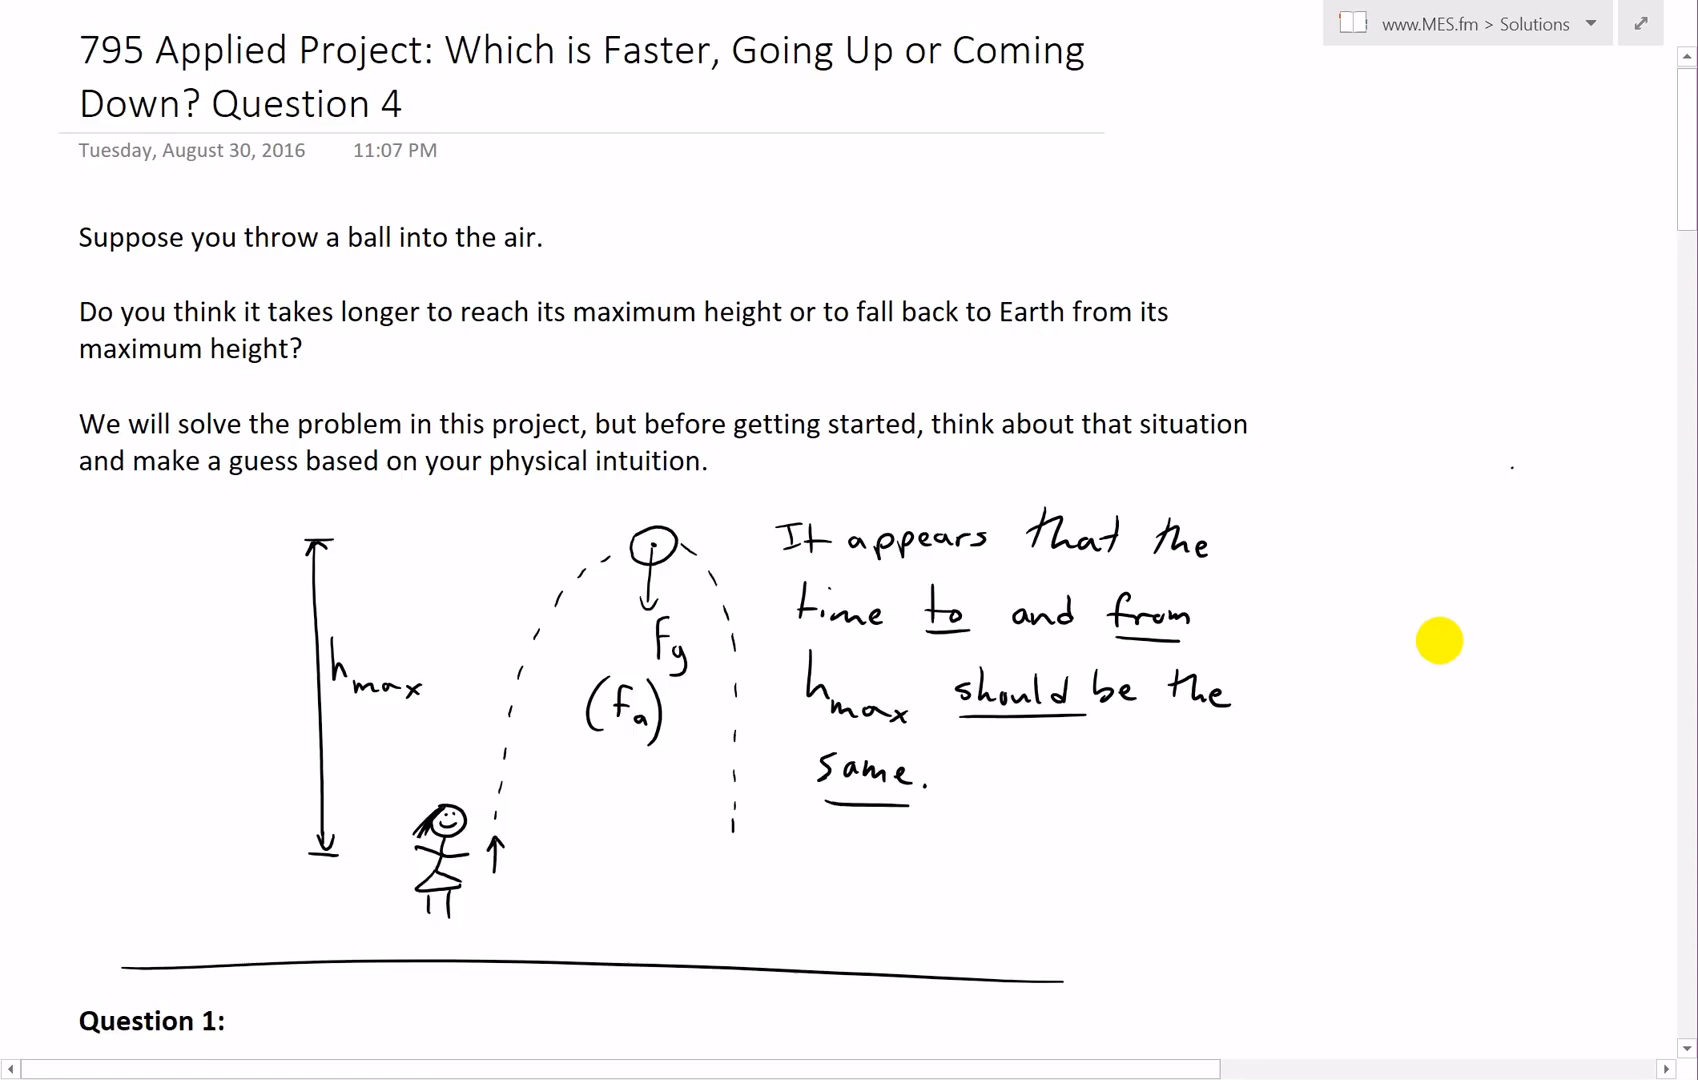 www.MES.fm > Solutions
795 Applied Project: Which is Faster, Going Up or Coming
Down? Question 4
Tuesday, August 30, 2016 11:07 PM
Suppose you throw a ball into the air.
Do you think it takes longer to reach its maximum height or to fall back to Earth from its
maximum height?
We will solve the problem in this project, but before getting started, think about that situation
and make a guess based on your physical intuition.
It appears that the
time to and from
hmax should be the
same.
hmax
Fg
(Fa)
Question 1: